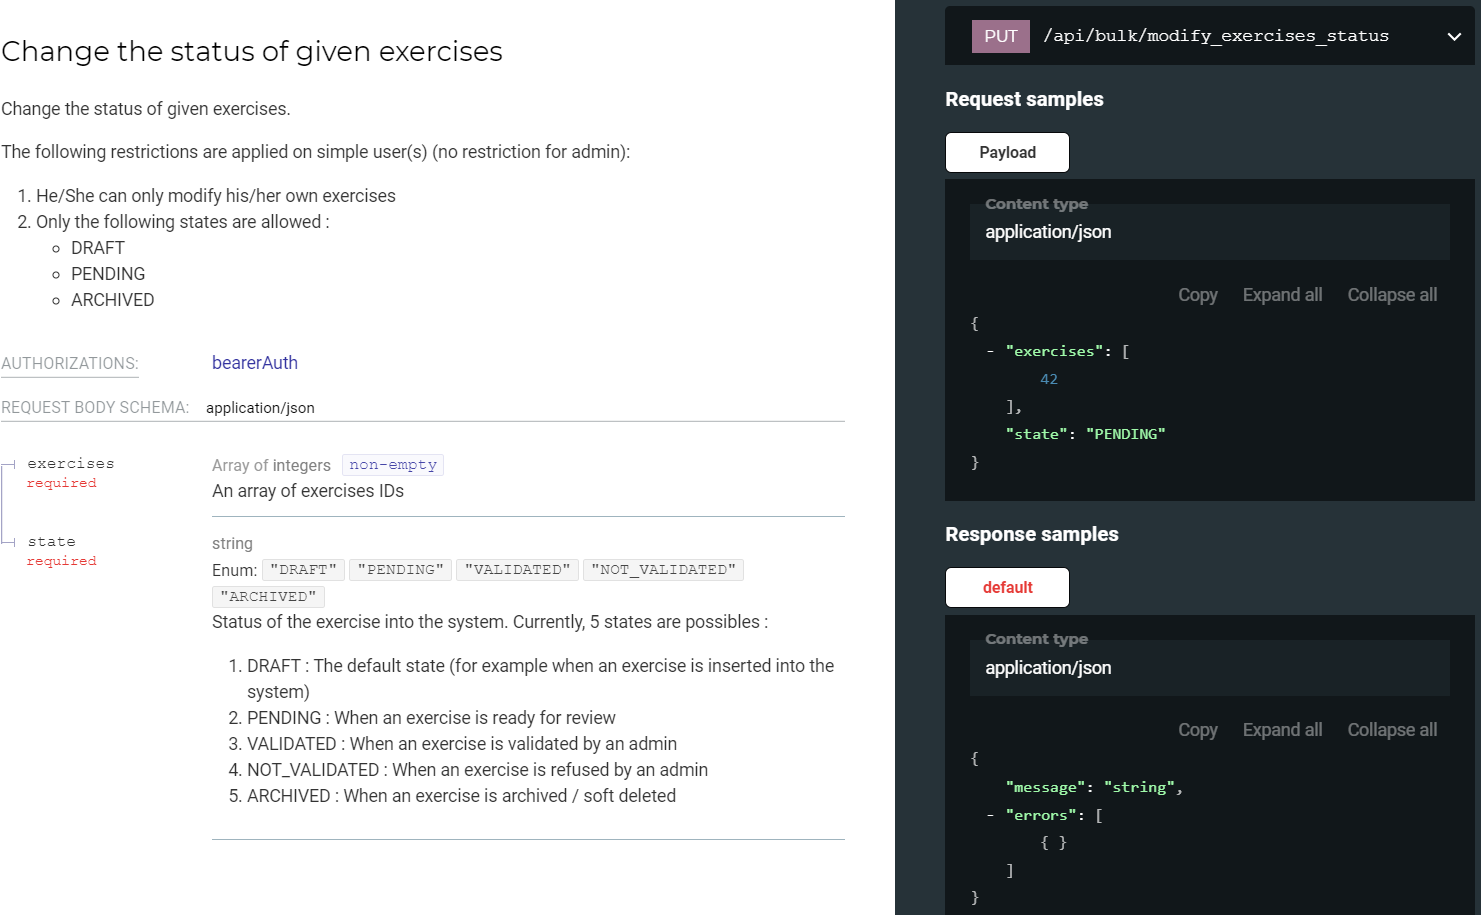 Change the status of given exercises
Change the status of given exercises.
The following restrictions are applied on simple user(s) (no restriction for admin):
1. He/She can only modify his/her own exercises
2. Only the following states are allowed :
DRAFT
PENDING
ARCHIVED
AUTHORIZATIONS: bearerAuth
REQUEST BODY SCHEMA: application/json
exercises Array of integers non-empty
required
An array of exercises IDs
state string
required
Enum: "DRAFT" "PENDING" "VALIDATED" "NOT_VALIDATED"
"ARCHIVED"
Status of the exercise into the system. Currently, 5 states are possibles :
1. DRAFT : The default state (for example when an exercise is inserted into the
system)
2. PENDING : When an exercise is ready for review
3. VALIDATED : When an exercise is validated by an admin
4. NOT_VALIDATED : When an exercise is refused by an admin
5. ARCHIVED : When an exercise is archived / soft deleted
PUT /api/bulk/modify_exercises_status
Request samples
Payload
Content type
application/json
Copy Expand all Collapse all
{
- "exercises": [
42
],
"state": "PENDING"
}
Response samples
default
Content type
application/json
Copy Expand all Collapse all
{
"message": "string",
- "errors": [
{ }
]
}